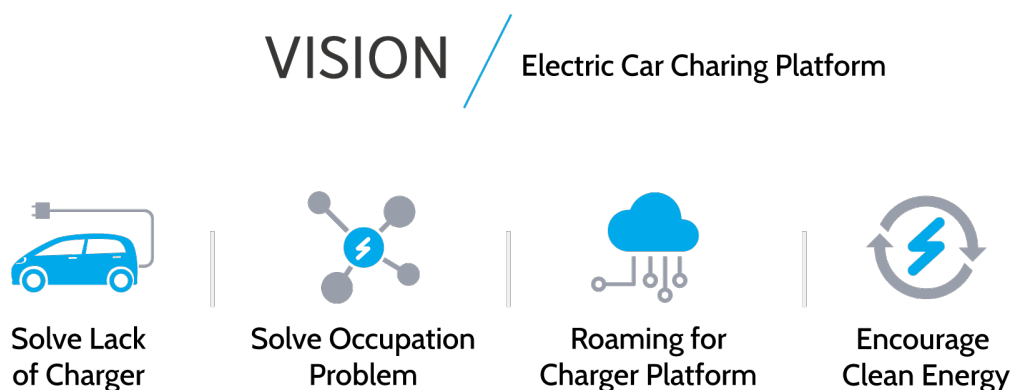 VISION
Electric Car Charing Platform
Solve Lack
of Charger
Solve Occupation
Problem
Roaming for
Charger Platform
Encourage
Clean Energy